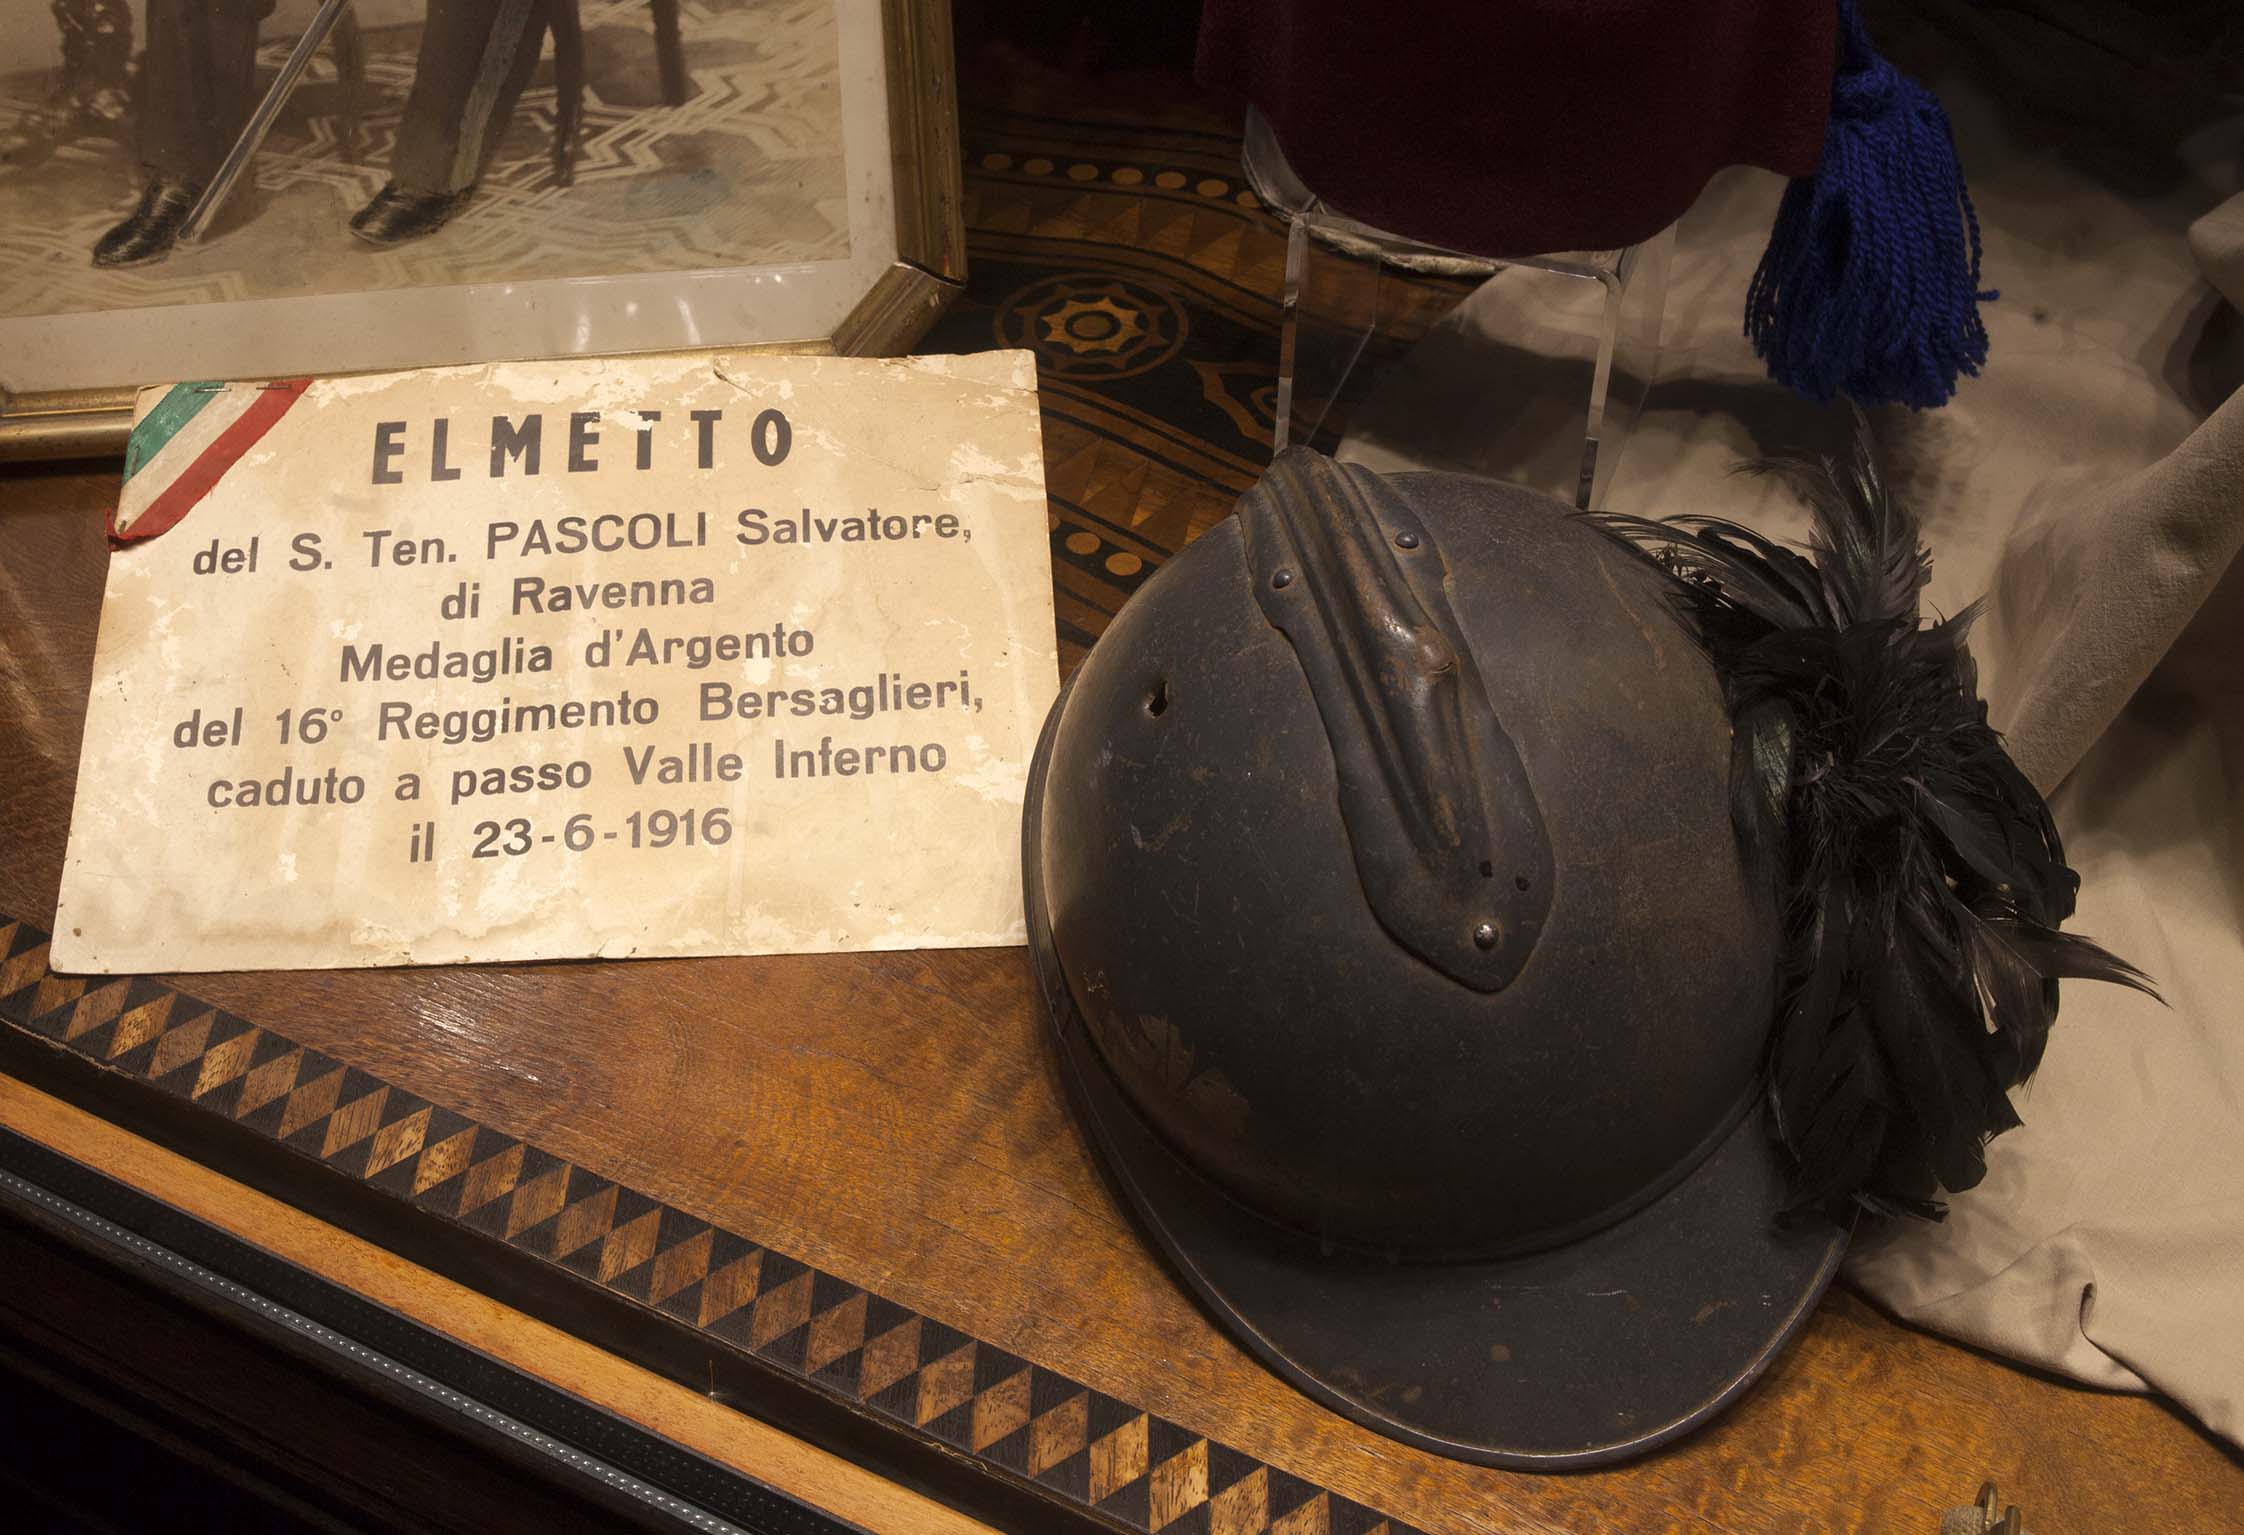 ELMETTO
del S. Ten. PASCOLI Salvatore,
di Ravenna
Medaglia d'Argento
del 16° Reggimento Bersaglieri,
caduto a passo Valle Inferno
il 23-6-1916